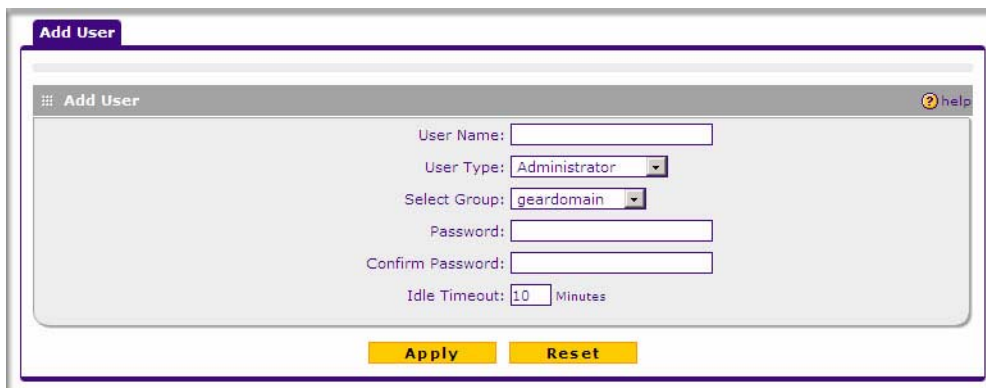 Add User
Add User
? help
User Name:
User Type: Administrator
Select Group: geardomain
Password:
Confirm Password:
Idle Timeout: 10 Minutes
Apply Reset